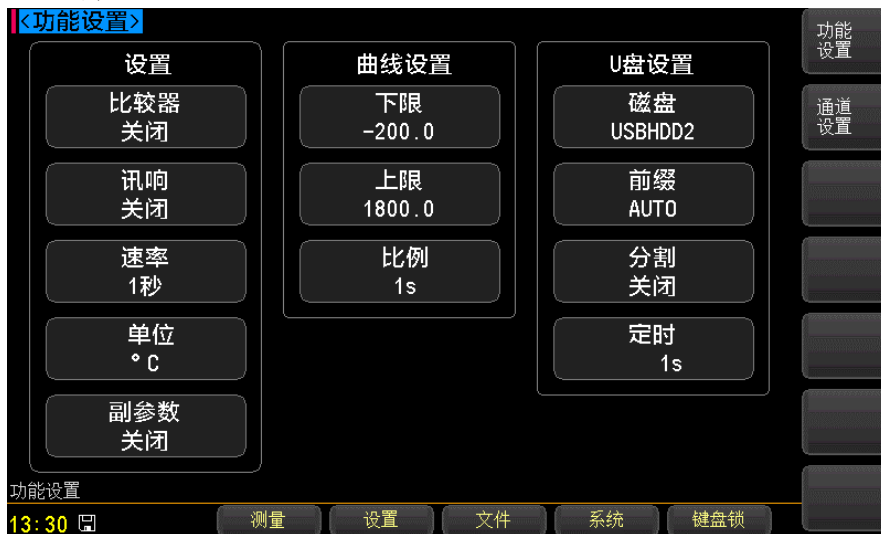 <功能设置>
设置
比较器
关闭
讯响
关闭
速率
1秒
单位
°C
副参数
关闭
曲线设置
下限
-200.0
上限
1800.0
比例
1s
U盘设置
磁盘
USBHDD2
前缀
AUTO
分割
关闭
定时
1s
功能
设置
通道
设置
功能设置
13:30
测量
设置
文件
系统
键盘锁